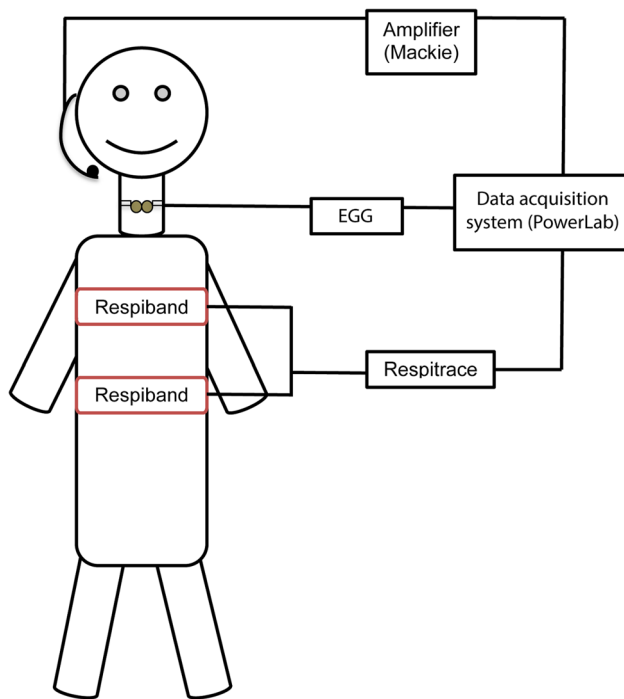 Amplifier
(Mackie)
EGG
Data acquisition
system (PowerLab)
Respiband
Respiband
Respitrace